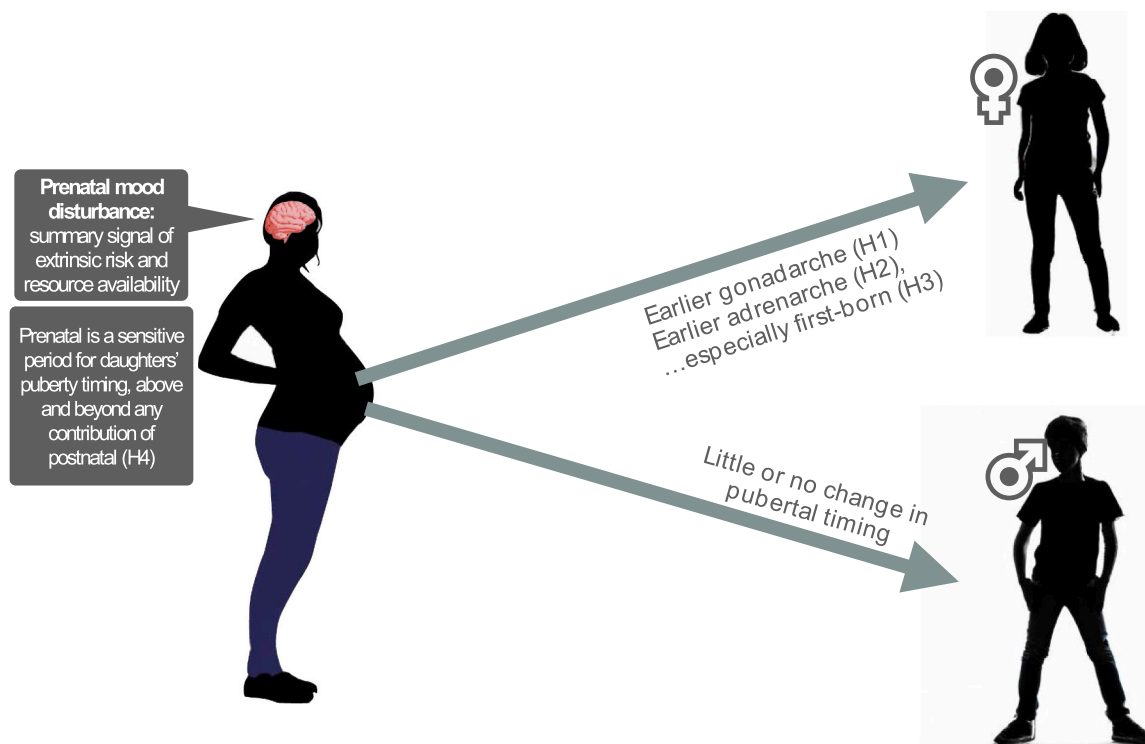 Prenatal mood
disturbance:
summary signal of
extrinsic risk and
resource availability
Prenatal is a sensitive
period for daughters’
puberty timing, above
and beyond any
contribution of
postnatal (H4)
Earlier gonadarche (H1)
Earlier adrenarche (H2),
…especially first-born (H3)
Little or no change in
pubertal timing